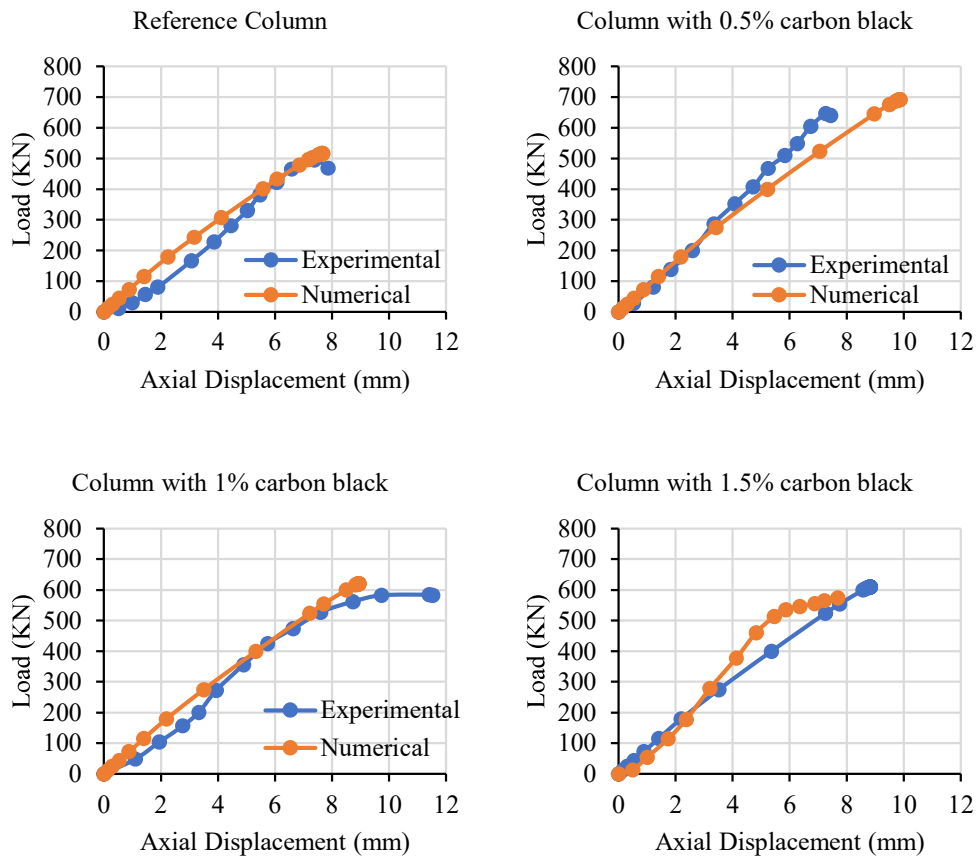 Reference Column
800
700
600
500
400
300
200
100
0
Load (KN)
Experimental
Numerical
0 2 4 6 8 10 12
Axial Displacement (mm)
Column with 0.5% carbon black
800
700
600
500
400
300
200
100
0
Load (KN)
Experimental
Numerical
0 2 4 6 8 10 12
Axial Displacement (mm)
Column with 1% carbon black
800
700
600
500
400
300
200
100
0
Load (KN)
Experimental
Numerical
0 2 4 6 8 10 12
Axial Displacement (mm)
Column with 1.5% carbon black
800
700
600
500
400
300
200
100
0
Load (KN)
0 2 4 6 8 10 12
Axial Displacement (mm)